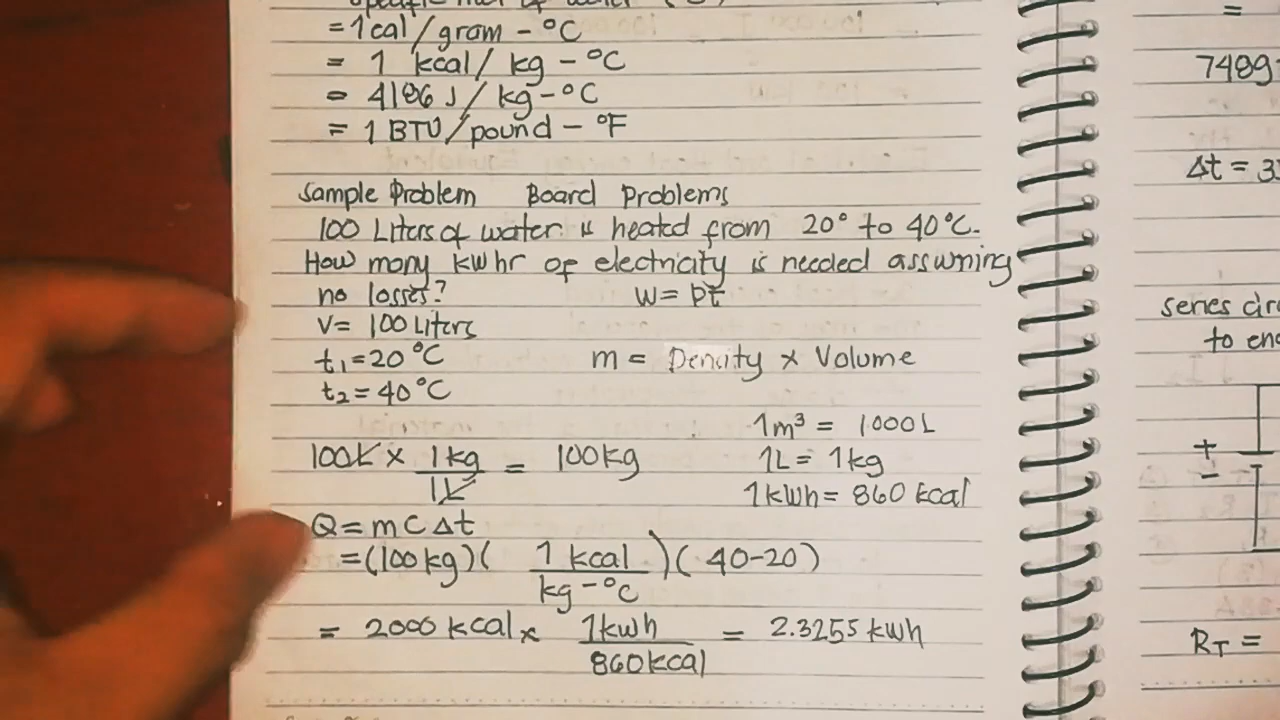 = 1 cal / gram - °C
= 1 kcal / kg - °C
= 4186 J / kg - °C
= 1 BTU / pound - °F
Sample Problem Board Problems
100 Liters of water is heated from 20° to 40°C.
How many kwhr of electricity is needed assuming
no losses? W = Pt
V = 100 Liters
t₁ = 20°C m = Density x Volume
t₂ = 40°C
1m³ = 1000L
100L x 1kg / 1L = 100kg 1L = 1kg
1kWh = 860 kcal
Q = mCΔt
= (100kg) ( 1 kcal / kg - °C ) ( 40-20 )
= 2000 kcal x 1kwh / 860kcal = 2.3255 kwh
=
7489
Δt = 3
series cir
to en
+
-
RT =